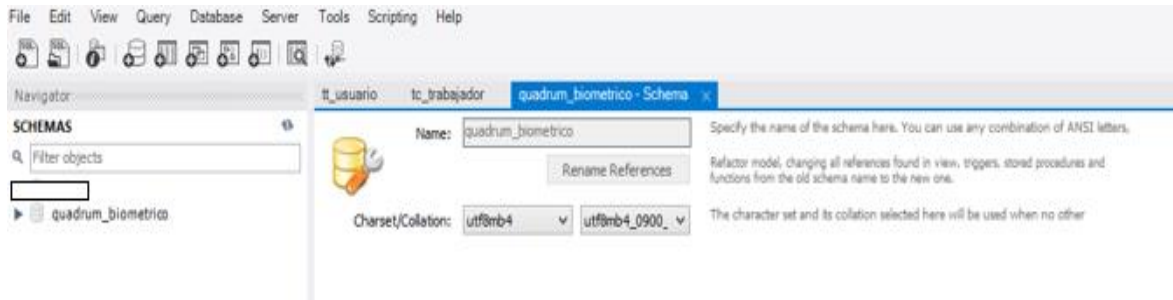 File Edit View Query Database Server Tools Scripting Help
Navigator
SCHEMAS
Filter objects
quadrum_biometrico
tt_usuario tc_trabajador quadrum_biometrico - Schema
Name: quadrum_biometrico
Specify the name of the schema here. You can use any combination of ANSI letters,
Rename References
Refactor model, changing all references found in view, triggers, stored procedures and
functions from the old schema name to the new one.
Charset/Collation: utf8mb4 utf8mb4_0900_
The character set and its collation selected here will be used when no other